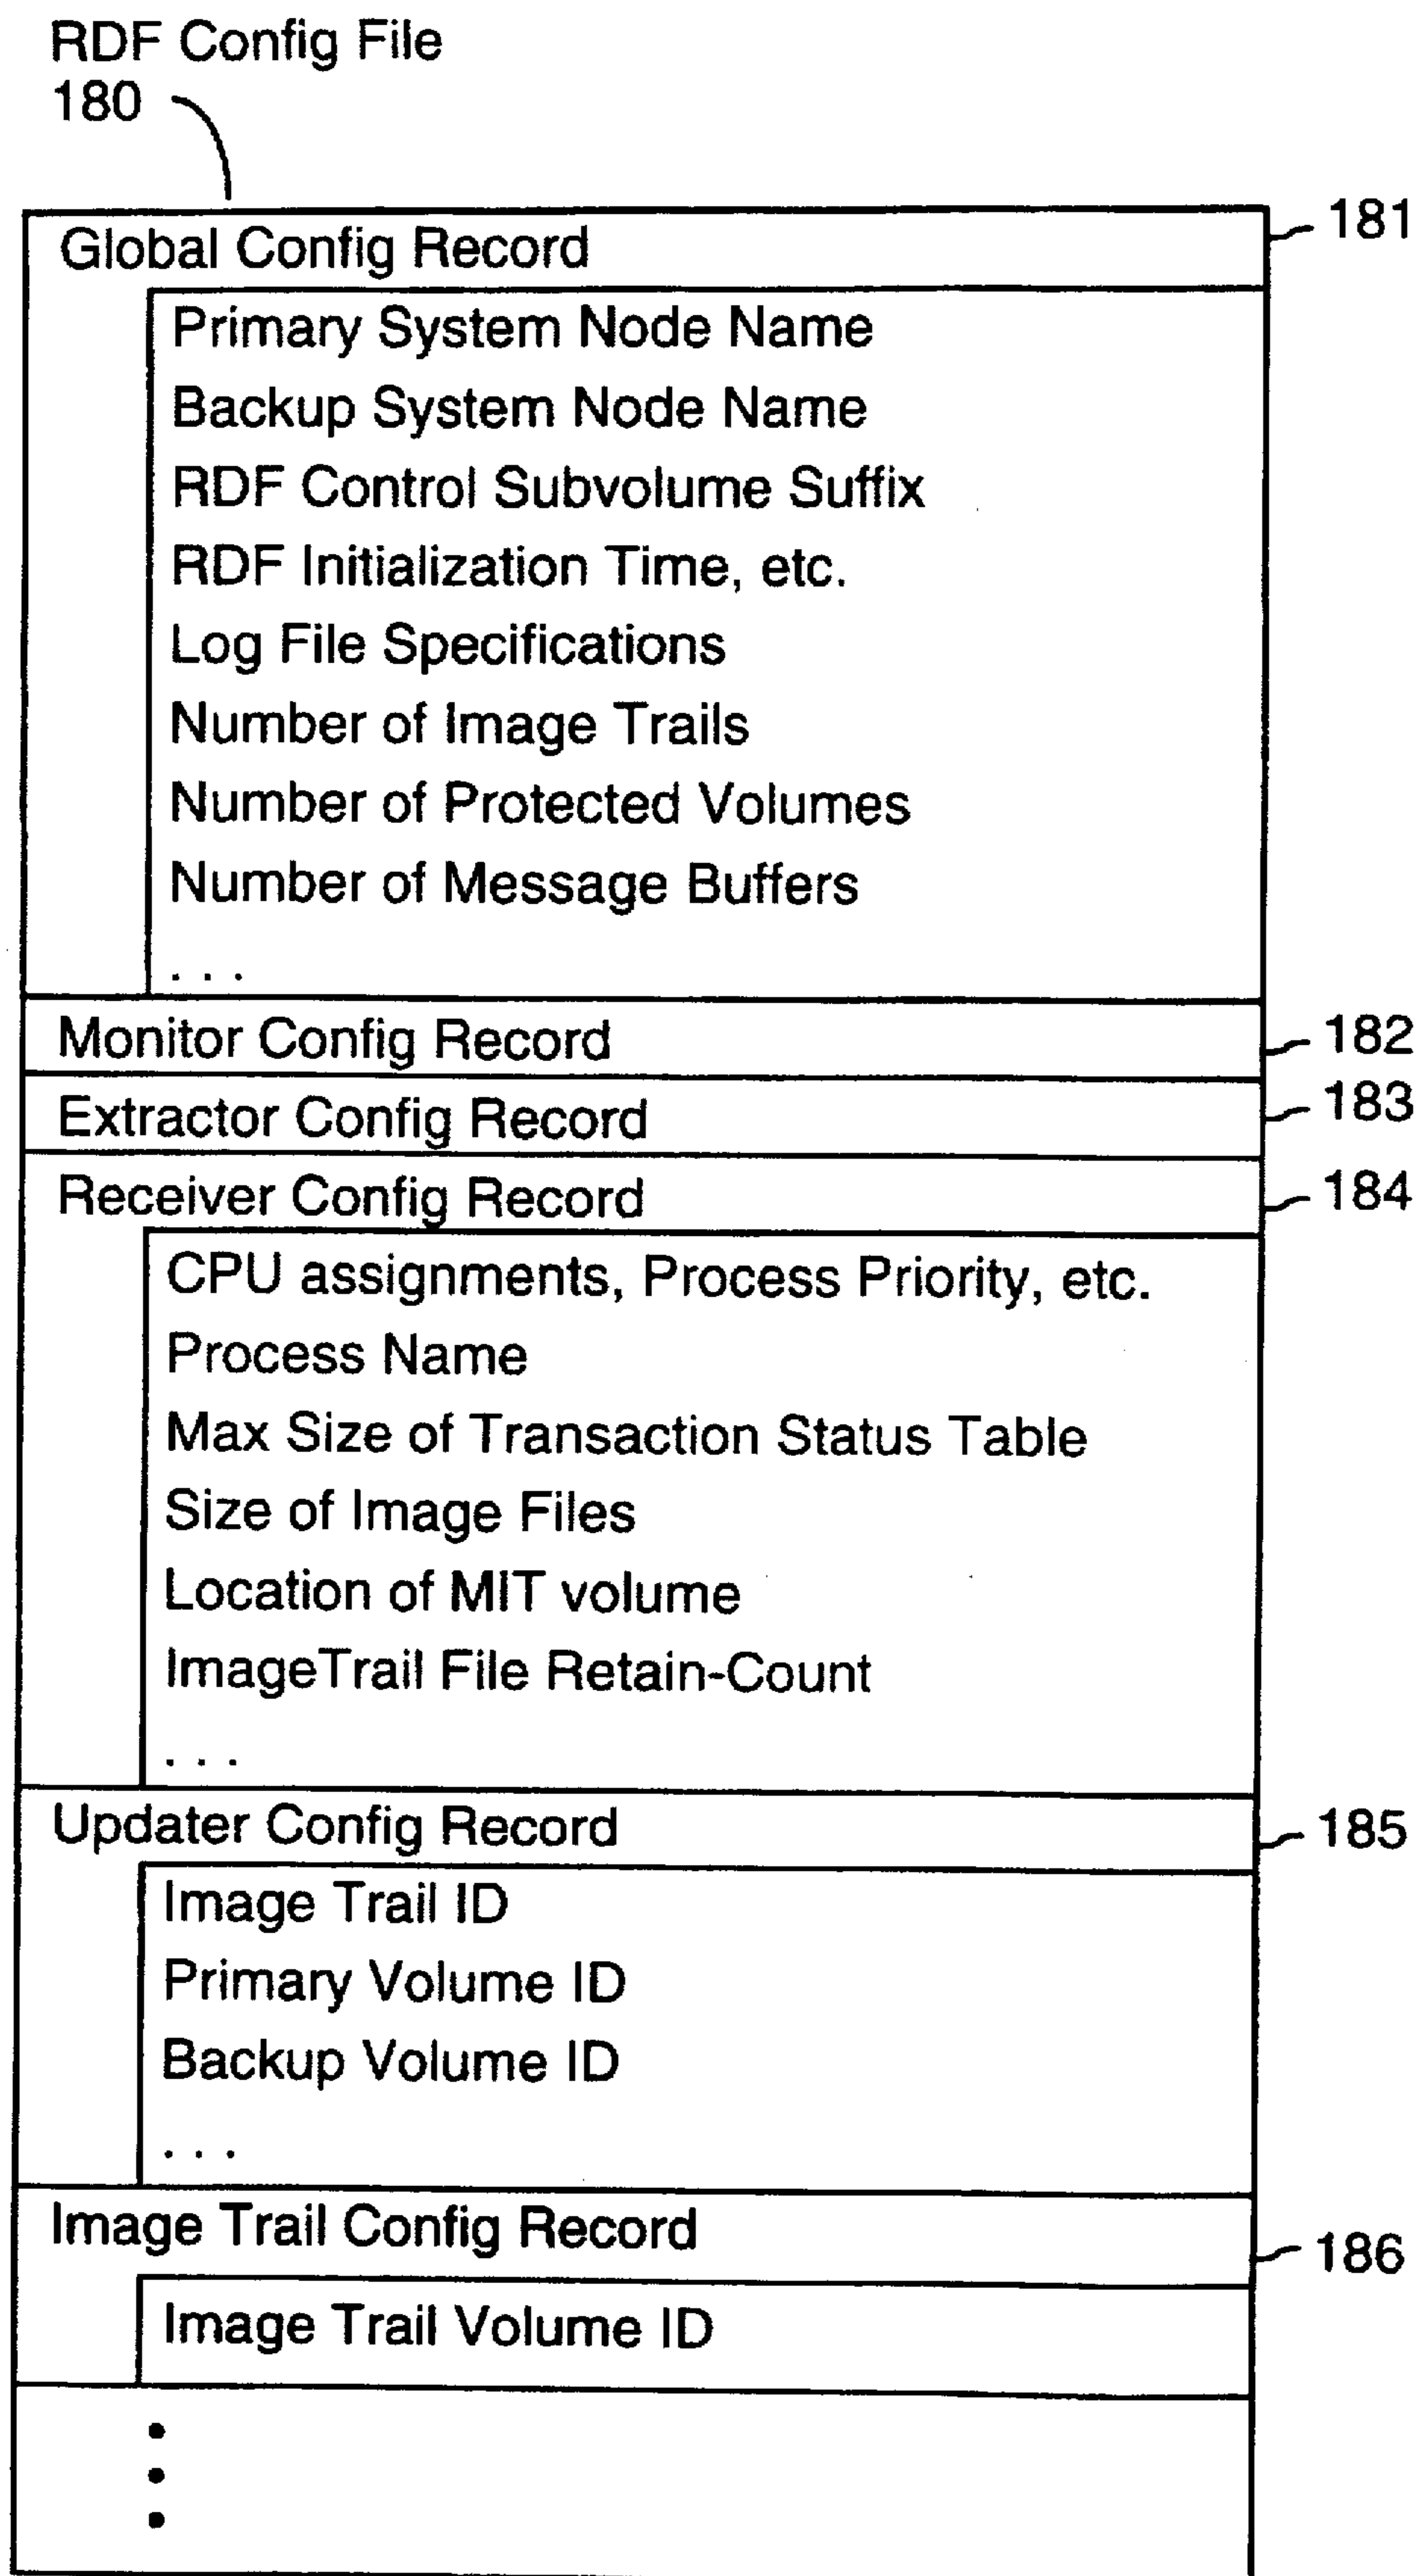 RDF Config File
180
Global Config Record 181
Primary System Node Name
Backup System Node Name
RDF Control Subvolume Suffix
RDF Initialization Time, etc.
Log File Specifications
Number of Image Trails
Number of Protected Volumes
Number of Message Buffers
. . .
Monitor Config Record 182
Extractor Config Record 183
Receiver Config Record 184
CPU assignments, Process Priority, etc.
Process Name
Max Size of Transaction Status Table
Size of Image Files
Location of MIT volume
ImageTrail File Retain-Count
. . .
Updater Config Record 185
Image Trail ID
Primary Volume ID
Backup Volume ID
. . .
Image Trail Config Record 186
Image Trail Volume ID